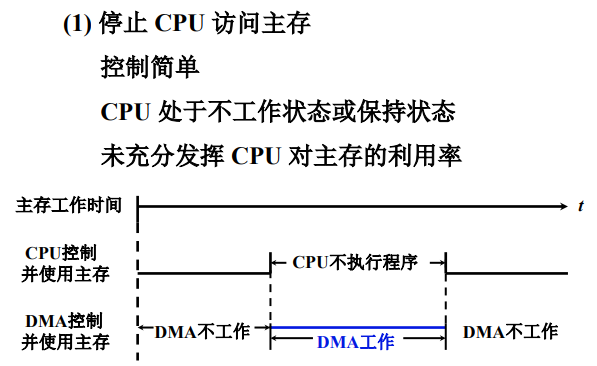 (1) 停止 CPU 访问主存
控制简单
CPU 处于不工作状态或保持状态
未充分发挥 CPU 对主存的利用率
主存工作时间
t
CPU控制
并使用主存
CPU不执行程序
DMA控制
并使用主存
DMA不工作
DMA工作
DMA不工作